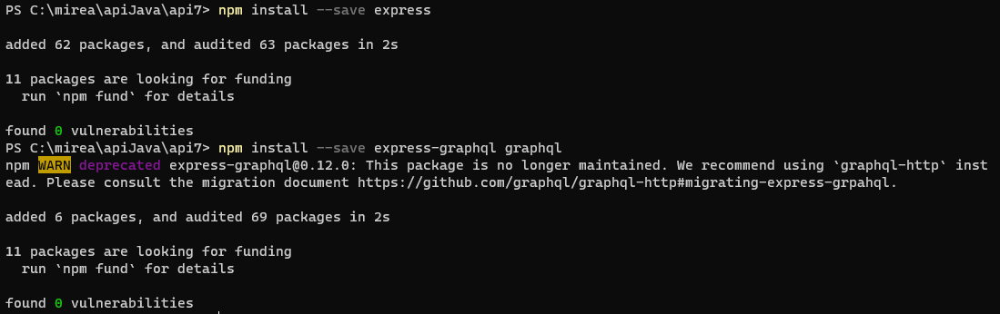 PS C:\mirea\apiJava\api7> npm install --save express
added 62 packages, and audited 63 packages in 2s
11 packages are looking for funding
  run `npm fund` for details
found 0 vulnerabilities
PS C:\mirea\apiJava\api7> npm install --save express-graphql graphql
npm WARN deprecated express-graphql@0.12.0: This package is no longer maintained. We recommend using `graphql-http` inst
ead. Please consult the migration document https://github.com/graphql/graphql-http#migrating-express-grpahql.
added 6 packages, and audited 69 packages in 2s
11 packages are looking for funding
  run `npm fund` for details
found 0 vulnerabilities